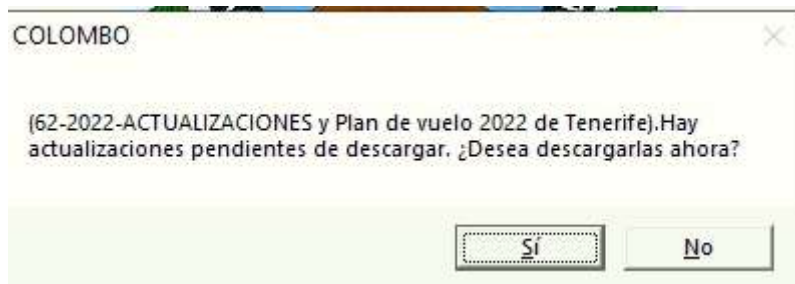 COLOMBO
(62-2022-ACTUALIZACIONES y Plan de vuelo 2022 de Tenerife).Hay
actualizaciones pendientes de descargar. ¿Desea descargarlas ahora?
Sí
No